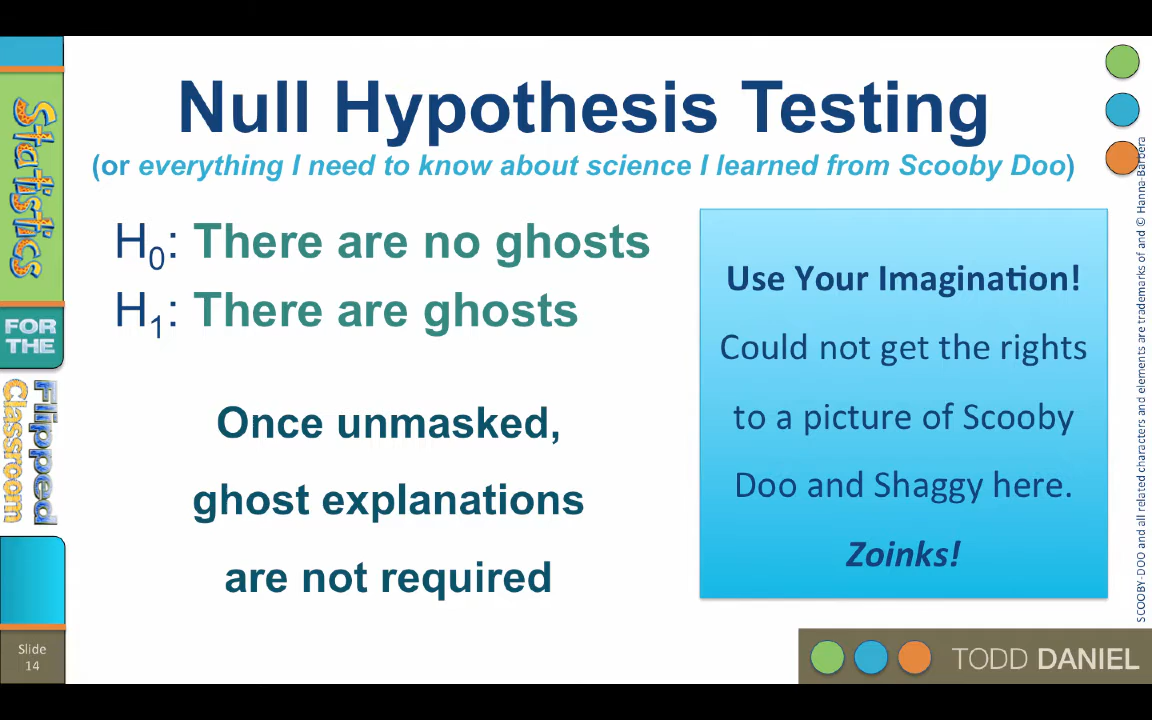 Null Hypothesis Testing
(or everything I need to know about science I learned from Scooby Doo)
H0: There are no ghosts
H1: There are ghosts
Once unmasked,
ghost explanations
are not required
Use Your Imagination!
Could not get the rights
to a picture of Scooby
Doo and Shaggy here.
Zoinks!
SCOOBY-DOO and all related characters and elements are trademarks of and © Hanna-Barbera
Statistics
FOR THE
Flipped
Classroom
Slide
14
TODD DANIEL